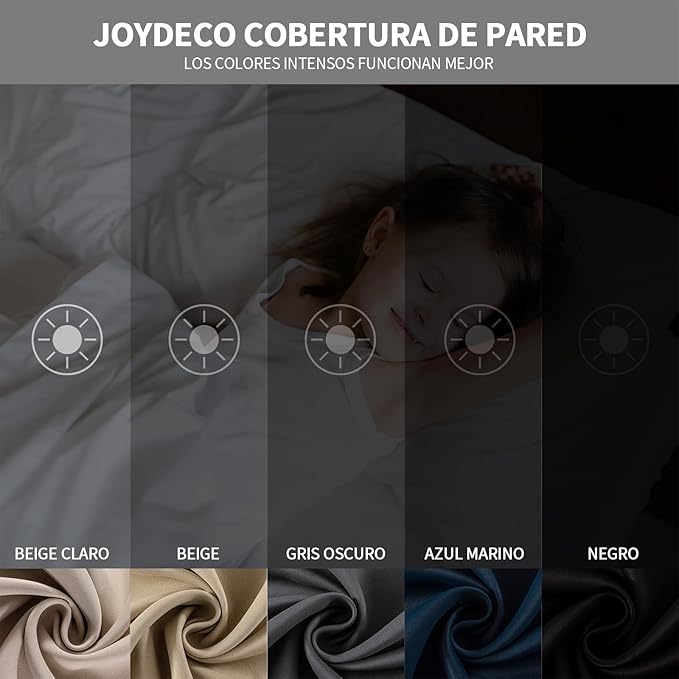 JOYDECO COBERTURA DE PARED
LOS COLORES INTENSOS FUNCIONAN MEJOR
BEIGE CLARO
BEIGE
GRIS OSCURO
AZUL MARINO
NEGRO